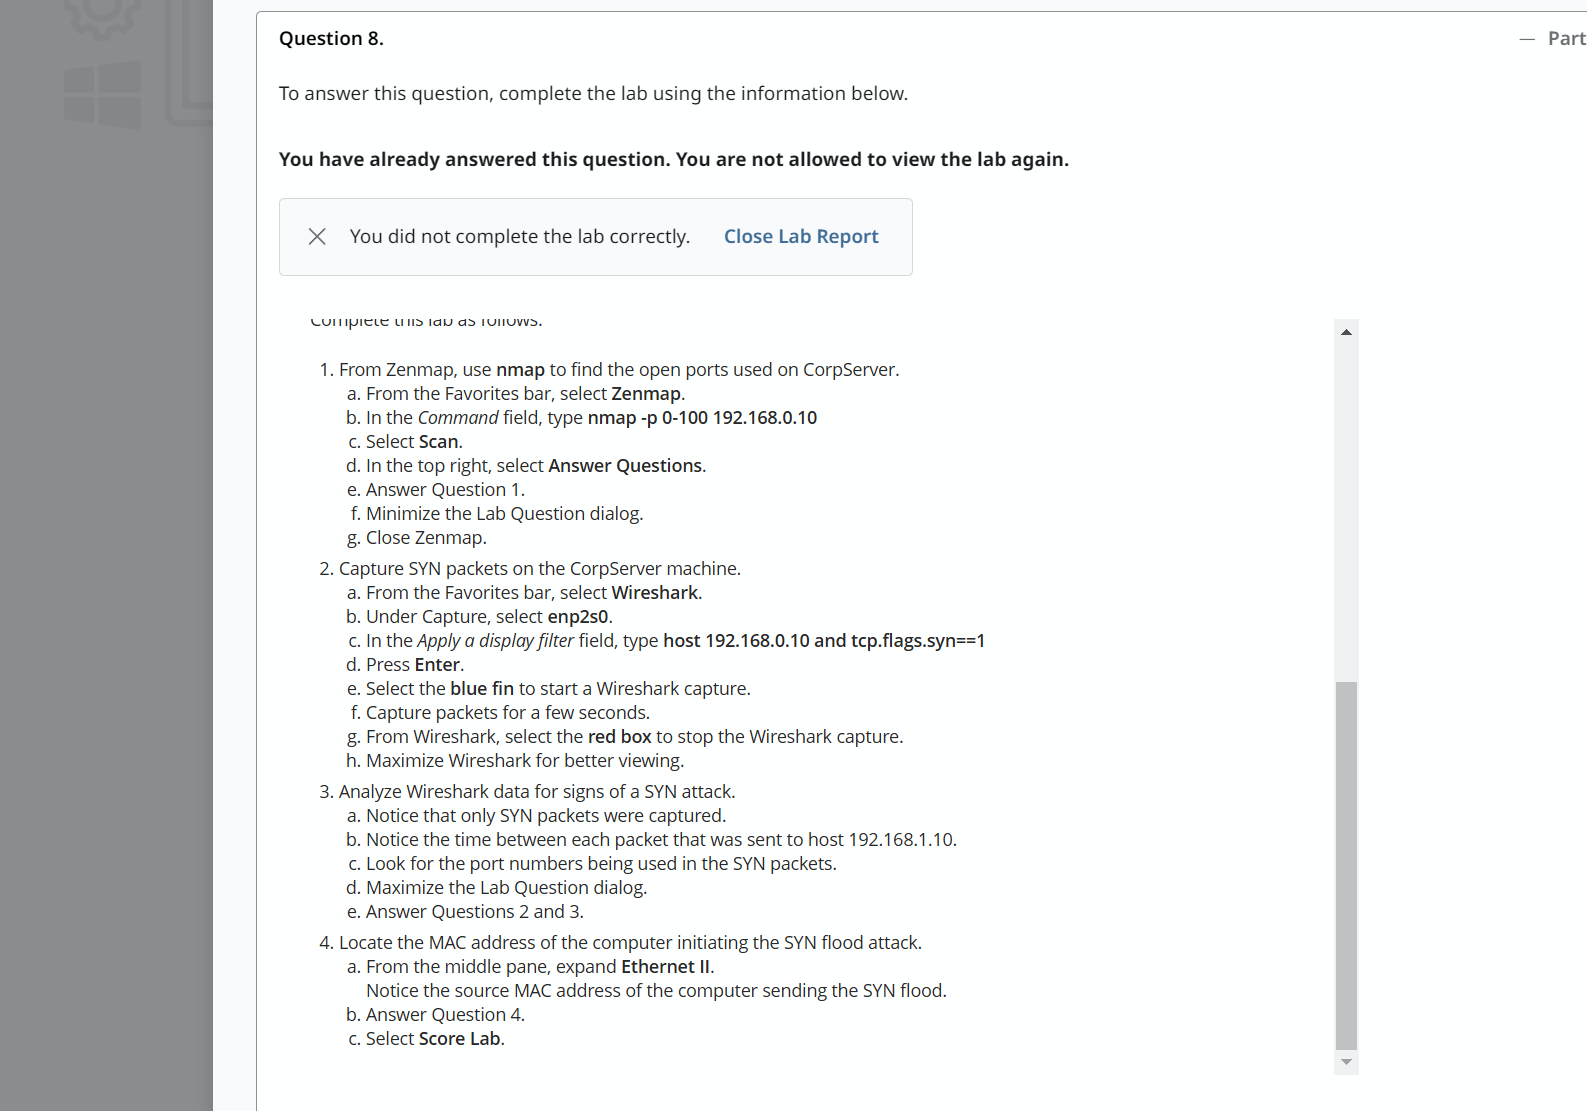 Question 8.
— Part
To answer this question, complete the lab using the information below.
You have already answered this question. You are not allowed to view the lab again.
You did not complete the lab correctly. Close Lab Report
Complete this lab as follows.
1. From Zenmap, use nmap to find the open ports used on CorpServer.
a. From the Favorites bar, select Zenmap.
b. In the Command field, type nmap -p 0-100 192.168.0.10
c. Select Scan.
d. In the top right, select Answer Questions.
e. Answer Question 1.
f. Minimize the Lab Question dialog.
g. Close Zenmap.
2. Capture SYN packets on the CorpServer machine.
a. From the Favorites bar, select Wireshark.
b. Under Capture, select enp2s0.
c. In the Apply a display filter field, type host 192.168.0.10 and tcp.flags.syn==1
d. Press Enter.
e. Select the blue fin to start a Wireshark capture.
f. Capture packets for a few seconds.
g. From Wireshark, select the red box to stop the Wireshark capture.
h. Maximize Wireshark for better viewing.
3. Analyze Wireshark data for signs of a SYN attack.
a. Notice that only SYN packets were captured.
b. Notice the time between each packet that was sent to host 192.168.1.10.
c. Look for the port numbers being used in the SYN packets.
d. Maximize the Lab Question dialog.
e. Answer Questions 2 and 3.
4. Locate the MAC address of the computer initiating the SYN flood attack.
a. From the middle pane, expand Ethernet II.
Notice the source MAC address of the computer sending the SYN flood.
b. Answer Question 4.
c. Select Score Lab.